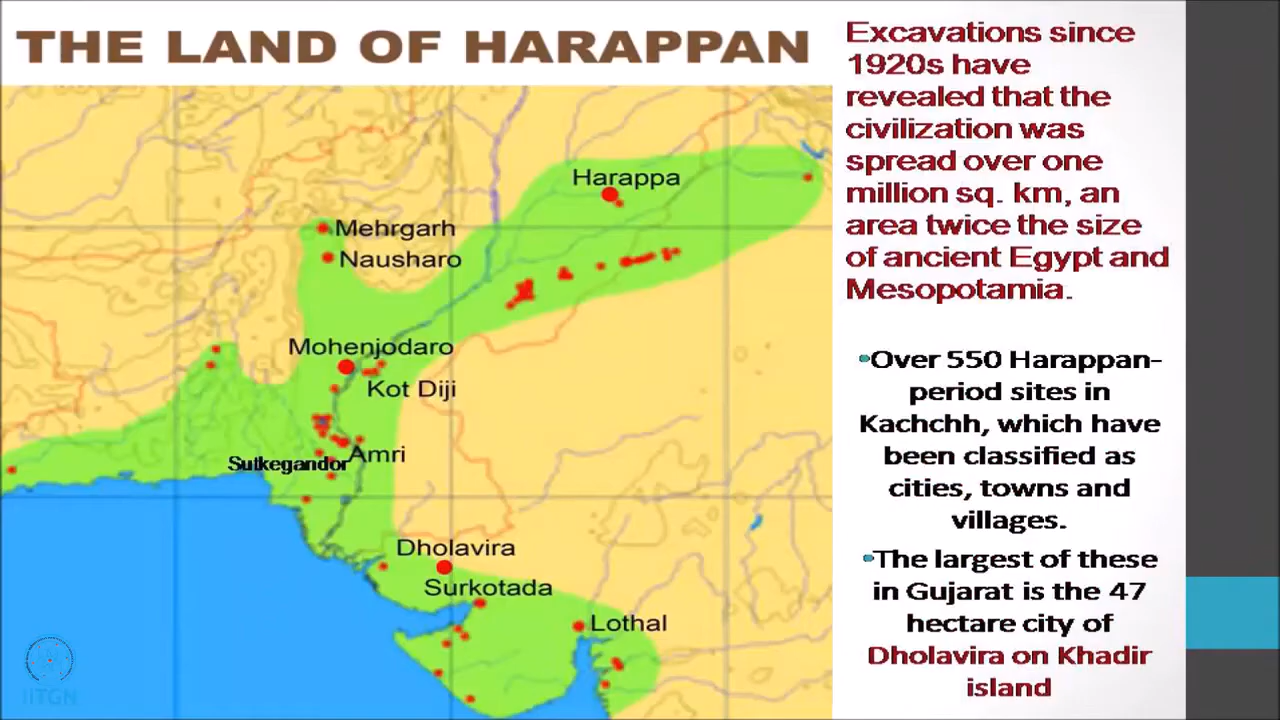 THE LAND OF HARAPPAN
Harappa
Mehrgarh
Nausharo
Mohenjodaro
Kot Diji
Amri
Sutkegandor
Dholavira
Surkotada
Lothal
IITGN
Excavations since
1920s have
revealed that the
civilization was
spread over one
million sq. km, an
area twice the size
of ancient Egypt and
Mesopotamia.
•Over 550 Harappan-
period sites in
Kachchh, which have
been classified as
cities, towns and
villages.
•The largest of these
in Gujarat is the 47
hectare city of
Dholavira on Khadir
island